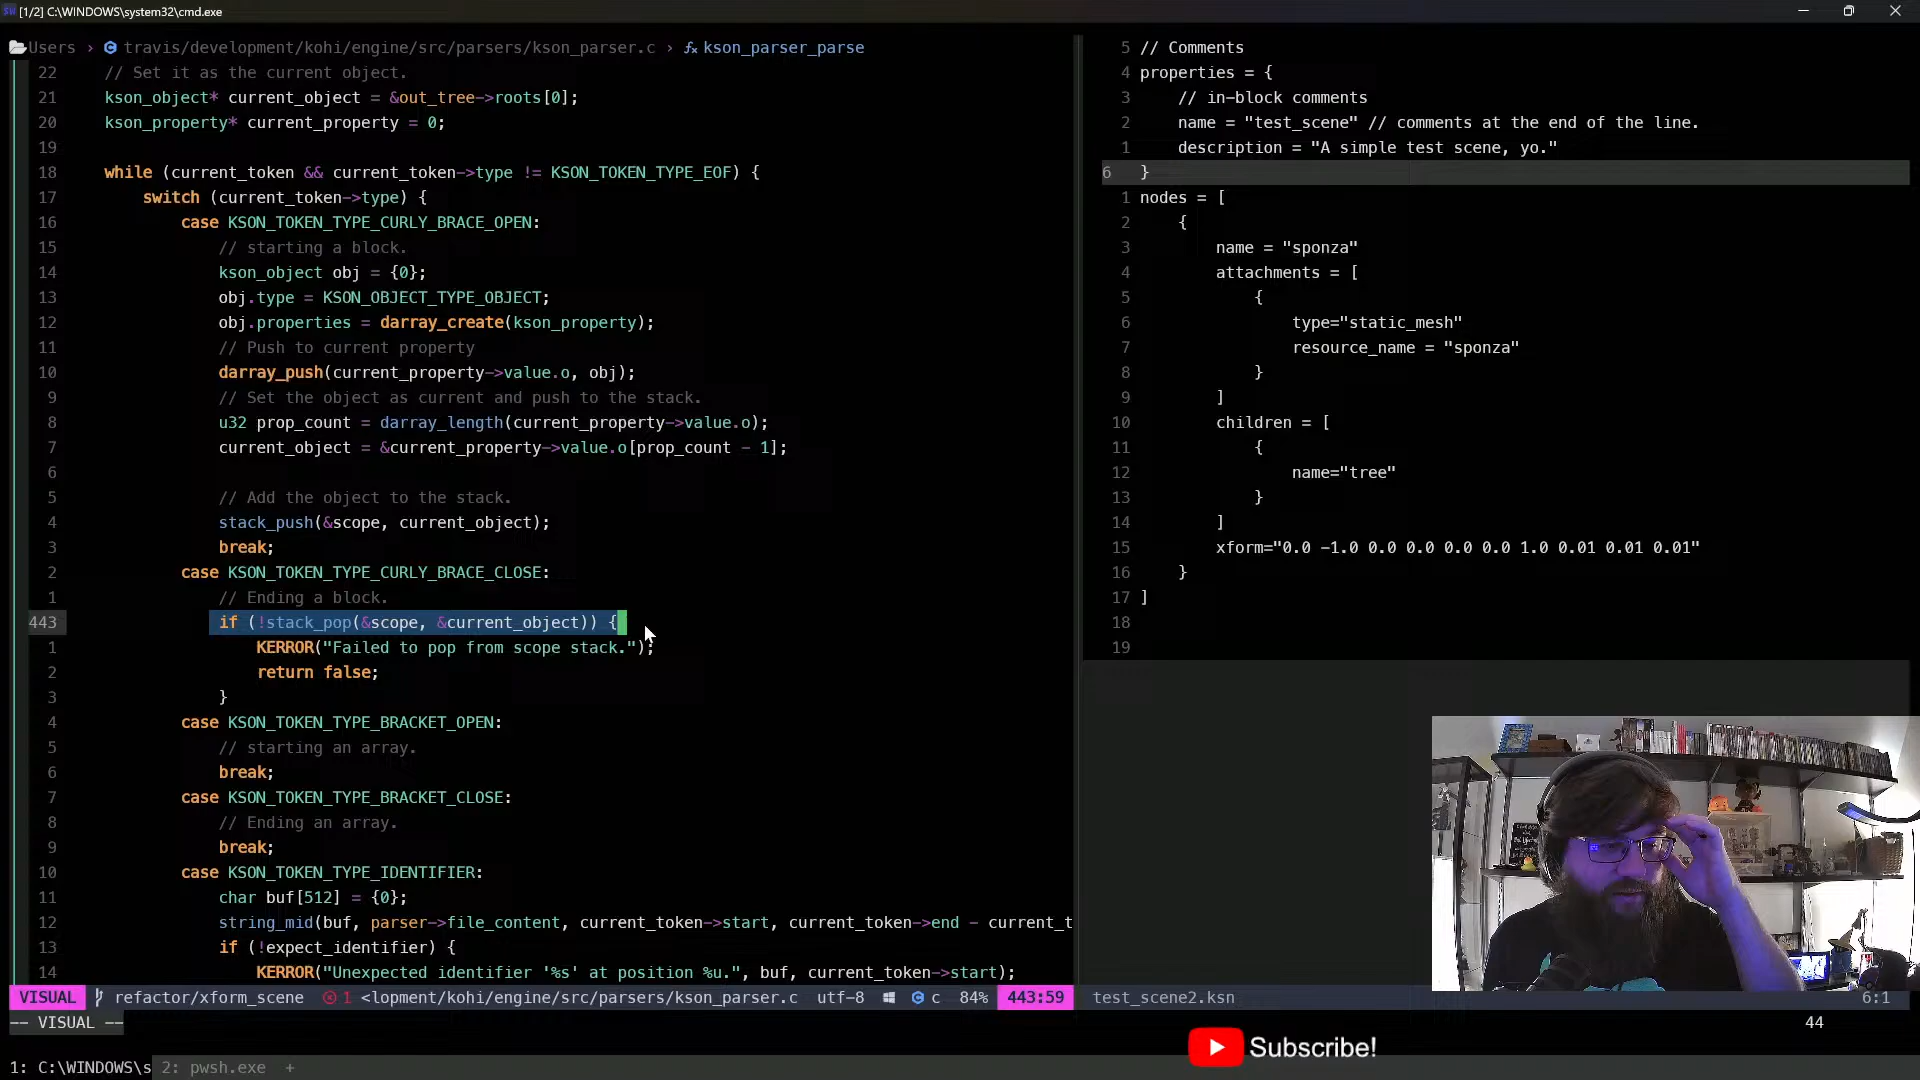 [1/2] C:\WINDOWS\system32\cmd.exe
Users › travis/development/kohi/engine/src/parsers/kson_parser.c › fx kson_parser_parse
22 // Set it as the current object.
21 kson_object* current_object = &out_tree->roots[0];
20 kson_property* current_property = 0;
19
18 while (current_token && current_token->type != KSON_TOKEN_TYPE_EOF) {
17 switch (current_token->type) {
16 case KSON_TOKEN_TYPE_CURLY_BRACE_OPEN:
15 // starting a block.
14 kson_object obj = {0};
13 obj.type = KSON_OBJECT_TYPE_OBJECT;
12 obj.properties = darray_create(kson_property);
11 // Push to current property
10 darray_push(current_property->value.o, obj);
9 // Set the object as current and push to the stack.
8 u32 prop_count = darray_length(current_property->value.o);
7 current_object = &current_property->value.o[prop_count - 1];
6
5 // Add the object to the stack.
4 stack_push(&scope, current_object);
3 break;
2 case KSON_TOKEN_TYPE_CURLY_BRACE_CLOSE:
1 // Ending a block.
443 if (!stack_pop(&scope, &current_object)) {
1 KERROR("Failed to pop from scope stack.");
2 return false;
3 }
4 case KSON_TOKEN_TYPE_BRACKET_OPEN:
5 // starting an array.
6 break;
7 case KSON_TOKEN_TYPE_BRACKET_CLOSE:
8 // Ending an array.
9 break;
10 case KSON_TOKEN_TYPE_IDENTIFIER:
11 char buf[512] = {0};
12 string_mid(buf, parser->file_content, current_token->start, current_token->end - current_t
13 if (!expect_identifier) {
14 KERROR("Unexpected identifier '%s' at position %u.", buf, current_token->start);
VISUAL refactor/xform_scene 1 <lopment/kohi/engine/src/parsers/kson_parser.c utf-8 c 84% 443:59
-- VISUAL --
5 // Comments
4 properties = {
3 // in-block comments
2 name = "test_scene" // comments at the end of the line.
1 description = "A simple test scene, yo."
6 }
1 nodes = [
2 {
3 name = "sponza"
4 attachments = [
5 {
6 type="static_mesh"
7 resource_name = "sponza"
8 }
9 ]
10 children = [
11 {
12 name="tree"
13 }
14 ]
15 xform="0.0 -1.0 0.0 0.0 0.0 0.0 1.0 0.01 0.01 0.01"
16 }
17 ]
18
19
test_scene2.ksn 6:1
44
Subscribe!
1: C:\WINDOWS\s 2: pwsh.exe +